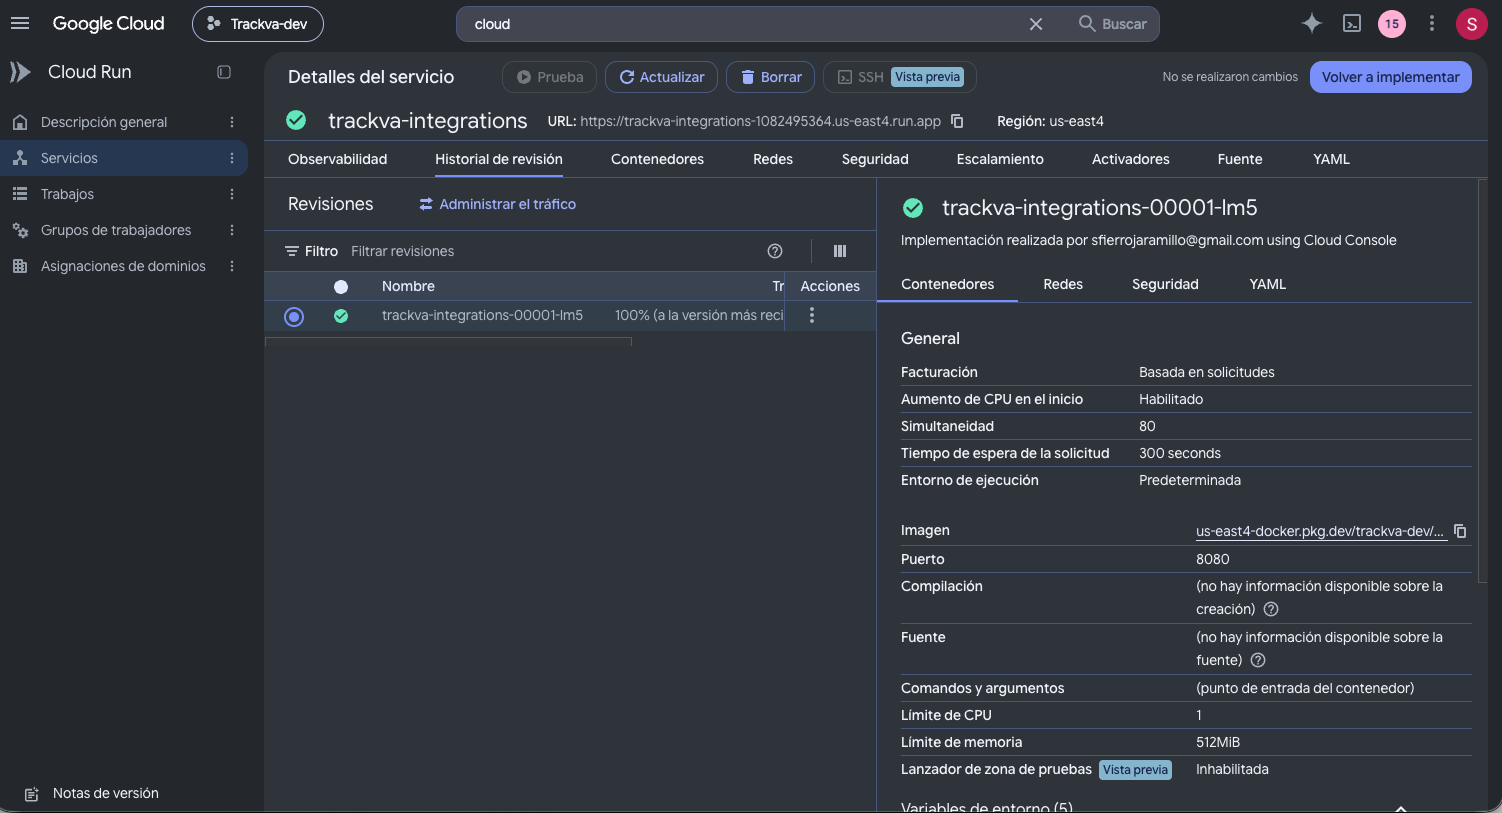 Google Cloud
Trackva-dev
cloud
Buscar
15
S
Cloud Run
Descripción general
Servicios
Trabajos
Grupos de trabajadores
Asignaciones de dominios
Notas de versión
Detalles del servicio
Prueba
Actualizar
Borrar
SSH Vista previa
No se realizaron cambios
Volver a implementar
trackva-integrations
URL: https://trackva-integrations-1082495364.us-east4.run.app
Región: us-east4
Observabilidad
Historial de revisión
Contenedores
Redes
Seguridad
Escalamiento
Activadores
Fuente
YAML
Revisiones
Administrar el tráfico
Filtro Filtrar revisiones
Nombre Tr Acciones
trackva-integrations-00001-lm5 100% (a la versión más reci
trackva-integrations-00001-lm5
Implementación realizada por sfierrojaramillo@gmail.com using Cloud Console
Contenedores
Redes
Seguridad
YAML
General
Facturación Basada en solicitudes
Aumento de CPU en el inicio Habilitado
Simultaneidad 80
Tiempo de espera de la solicitud 300 seconds
Entorno de ejecución Predeterminada
Imagen us-east4-docker.pkg.dev/trackva-dev/...
Puerto 8080
Compilación (no hay información disponible sobre la
creación)
Fuente (no hay información disponible sobre la
fuente)
Comandos y argumentos (punto de entrada del contenedor)
Límite de CPU 1
Límite de memoria 512MiB
Lanzador de zona de pruebas Vista previa Inhabilitada
Variables de entorno (5)